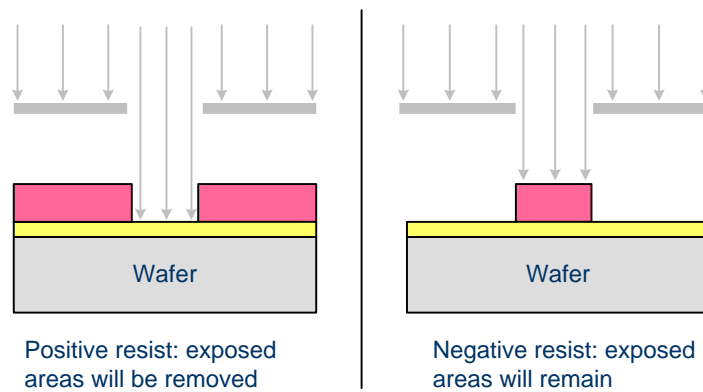 Wafer
Positive resist: exposed
areas will be removed
Wafer
Negative resist: exposed
areas will remain